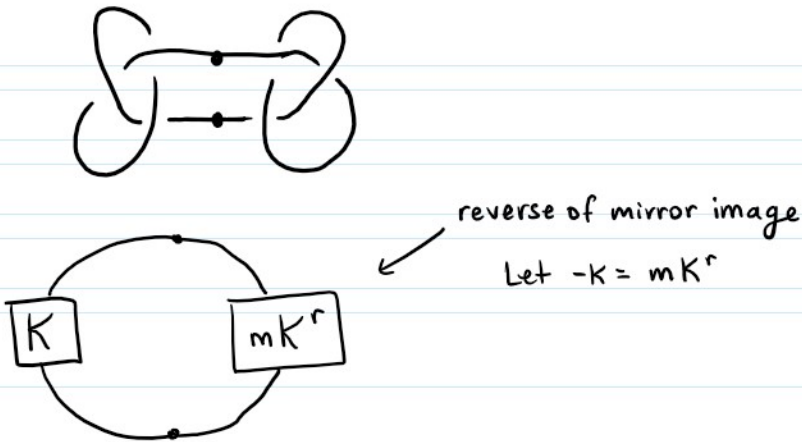 reverse of mirror image
Let -K = mK^r
K
mK^r